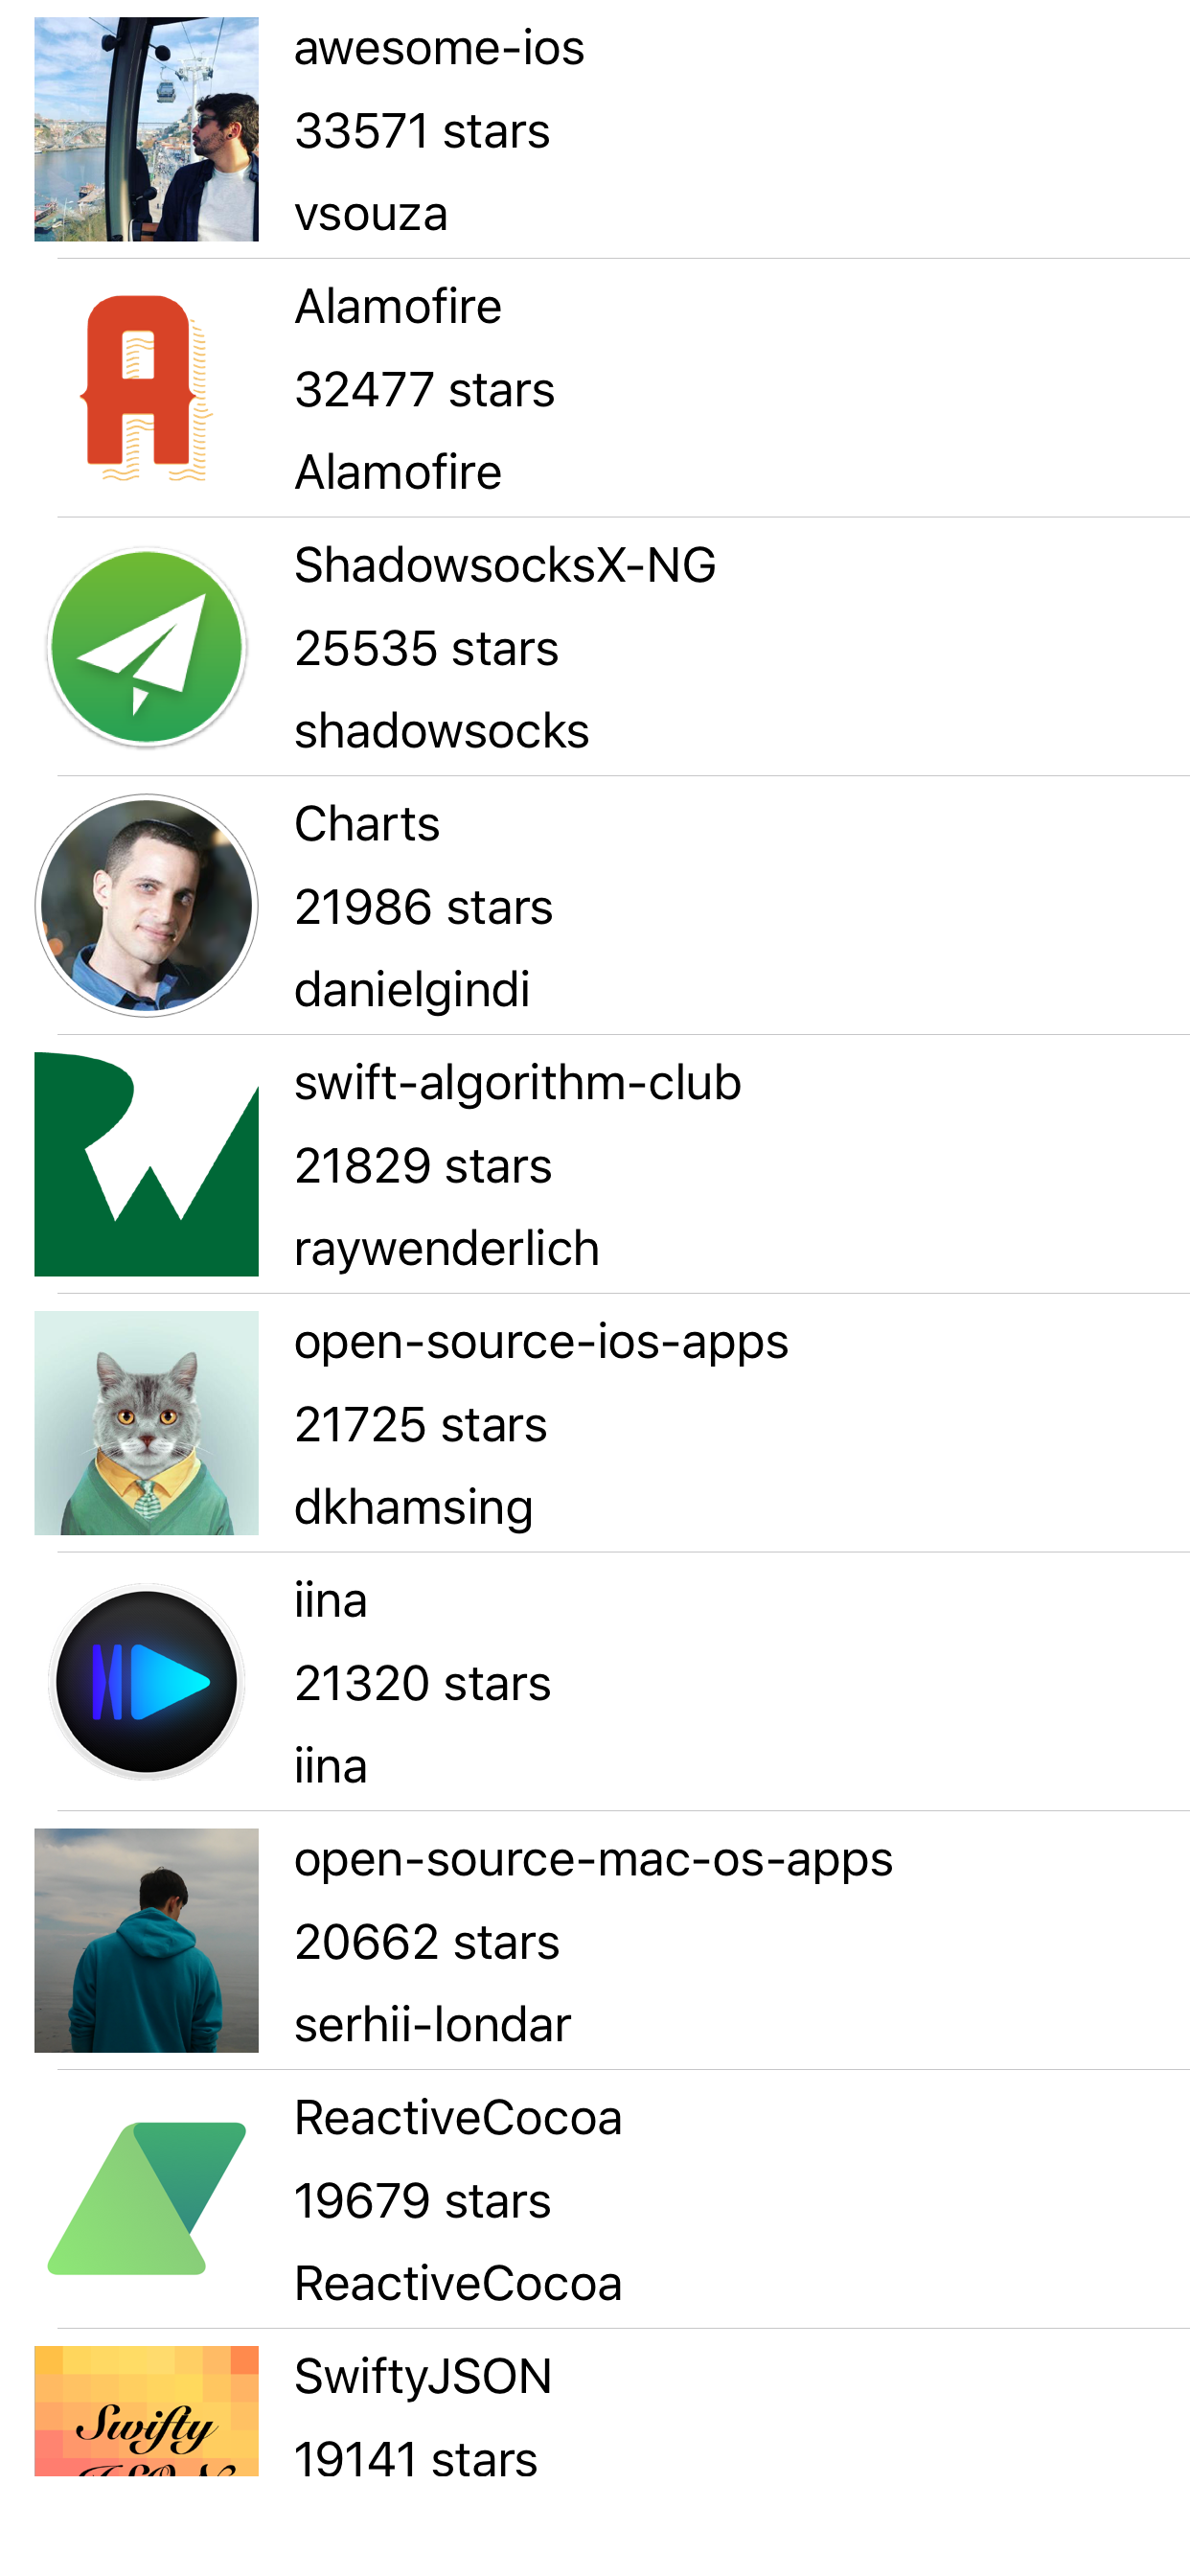 awesome-ios
33571 stars
vsouza
Alamofire
32477 stars
Alamofire
ShadowsocksX-NG
25535 stars
shadowsocks
Charts
21986 stars
danielgindi
swift-algorithm-club
21829 stars
raywenderlich
open-source-ios-apps
21725 stars
dkhamsing
iina
21320 stars
iina
open-source-mac-os-apps
20662 stars
serhii-londar
ReactiveCocoa
19679 stars
ReactiveCocoa
SwiftyJSON
Swifty
19141 stars